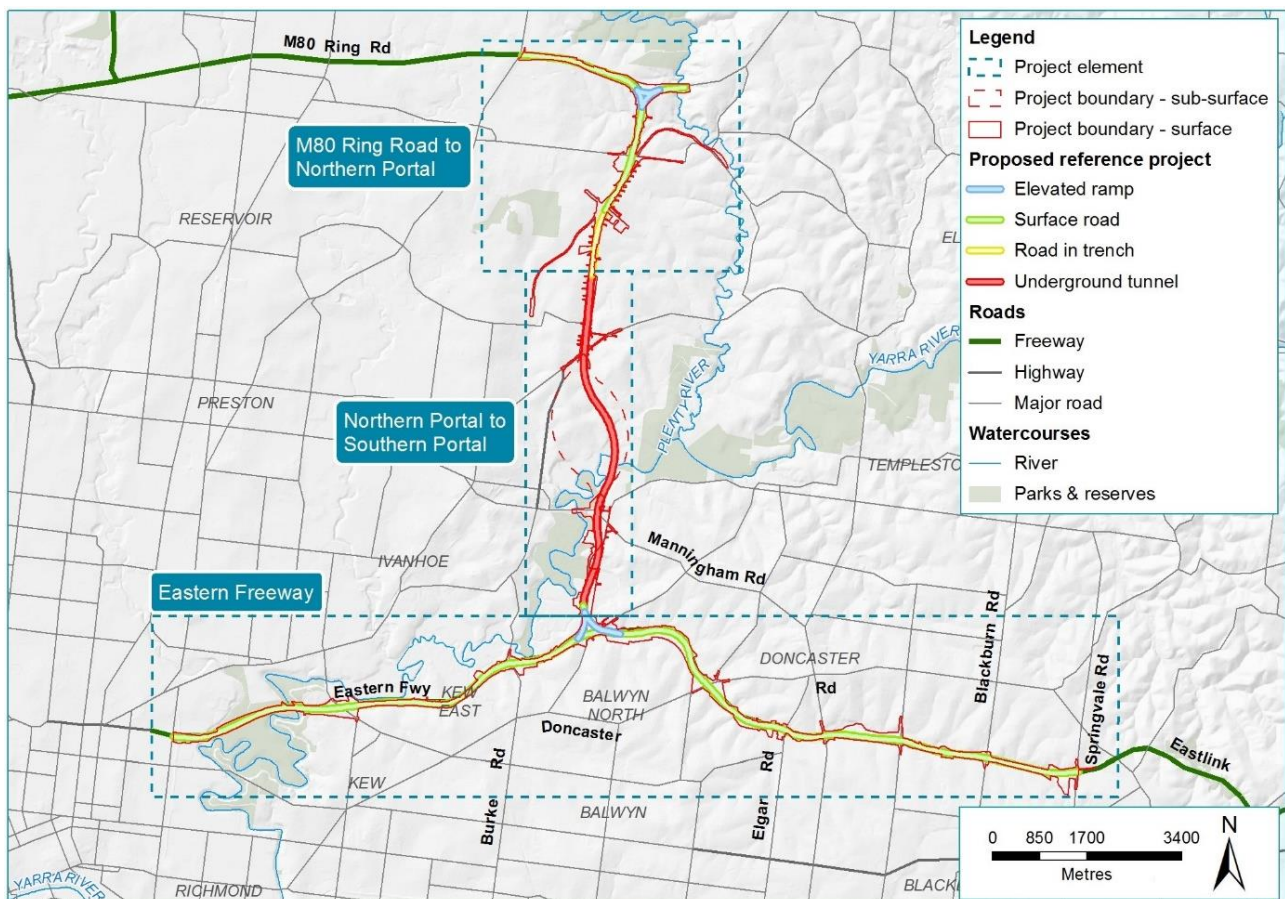 M80 Ring Rd
M80 Ring Road to
Northern Portal
RESERVOIR
EL
Legend
Project element
Project boundary - sub-surface
Project boundary - surface
Proposed reference project
Elevated ramp
Surface road
Road in trench
Underground tunnel
Roads
Freeway
Highway
Major road
Watercourses
River
Parks & reserves
YARRA RIVER
PLENTY RIVER
PRESTON
Northern Portal to
Southern Portal
TEMPLESTO
IVANHOE
Manningham Rd
Eastern Freeway
Blackburn Rd
Springvale Rd
DONCASTER
Eastern Fwy
KEW
EAST
BALWYN
NORTH
Doncaster Rd
Eastlink
KEW
Burke Rd
BALWYN
Elgar Rd
0 850 1700 3400
Metres
N
YARRA RIVER
RICHMOND
BLACKB